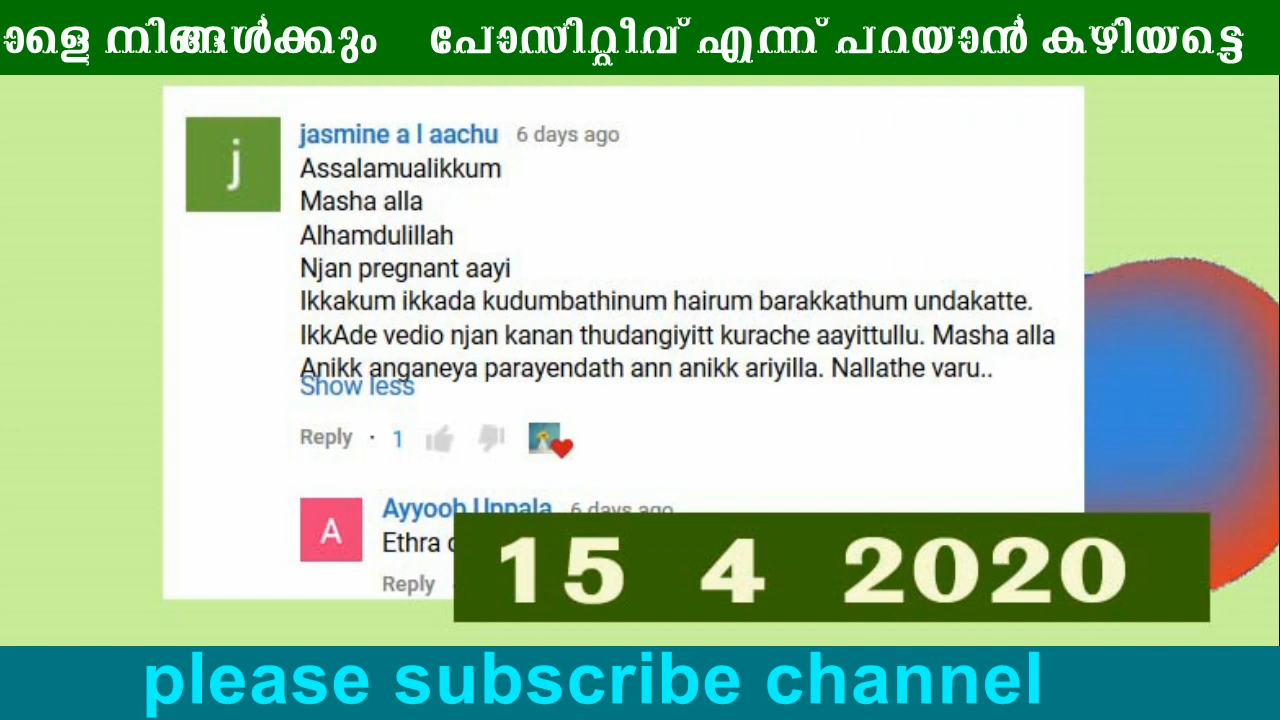 ാളെ നിങ്ങൾക്കും പോസിറ്റീവ് എന്ന് പറയാൻ കഴിയട്ടെ
j
jasmine a l aachu 6 days ago
Assalamualikkum
Masha alla
Alhamdulillah
Njan pregnant aayi
Ikkakum ikkada kudumbathinum hairum barakkathum undakatte.
IkkAde vedio njan kanan thudangiyitt kurache aayittullu. Masha alla
Anikk anganeya parayendath ann anikk ariyilla. Nallathe varu..
Show less
Reply · 1
A
Ayyoob Uppala 6 days ago
Ethra
Reply
15 4 2020
please subscribe channel